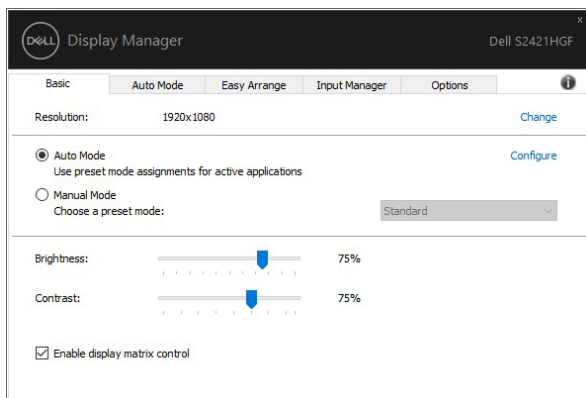 DELL Display Manager Dell S2421HGF
x
Basic Auto Mode Easy Arrange Input Manager Options i
Resolution: 1920x1080 Change
Auto Mode Configure
Use preset mode assignments for active applications
Manual Mode
Choose a preset mode: Standard
Brightness: 75%
Contrast: 75%
Enable display matrix control